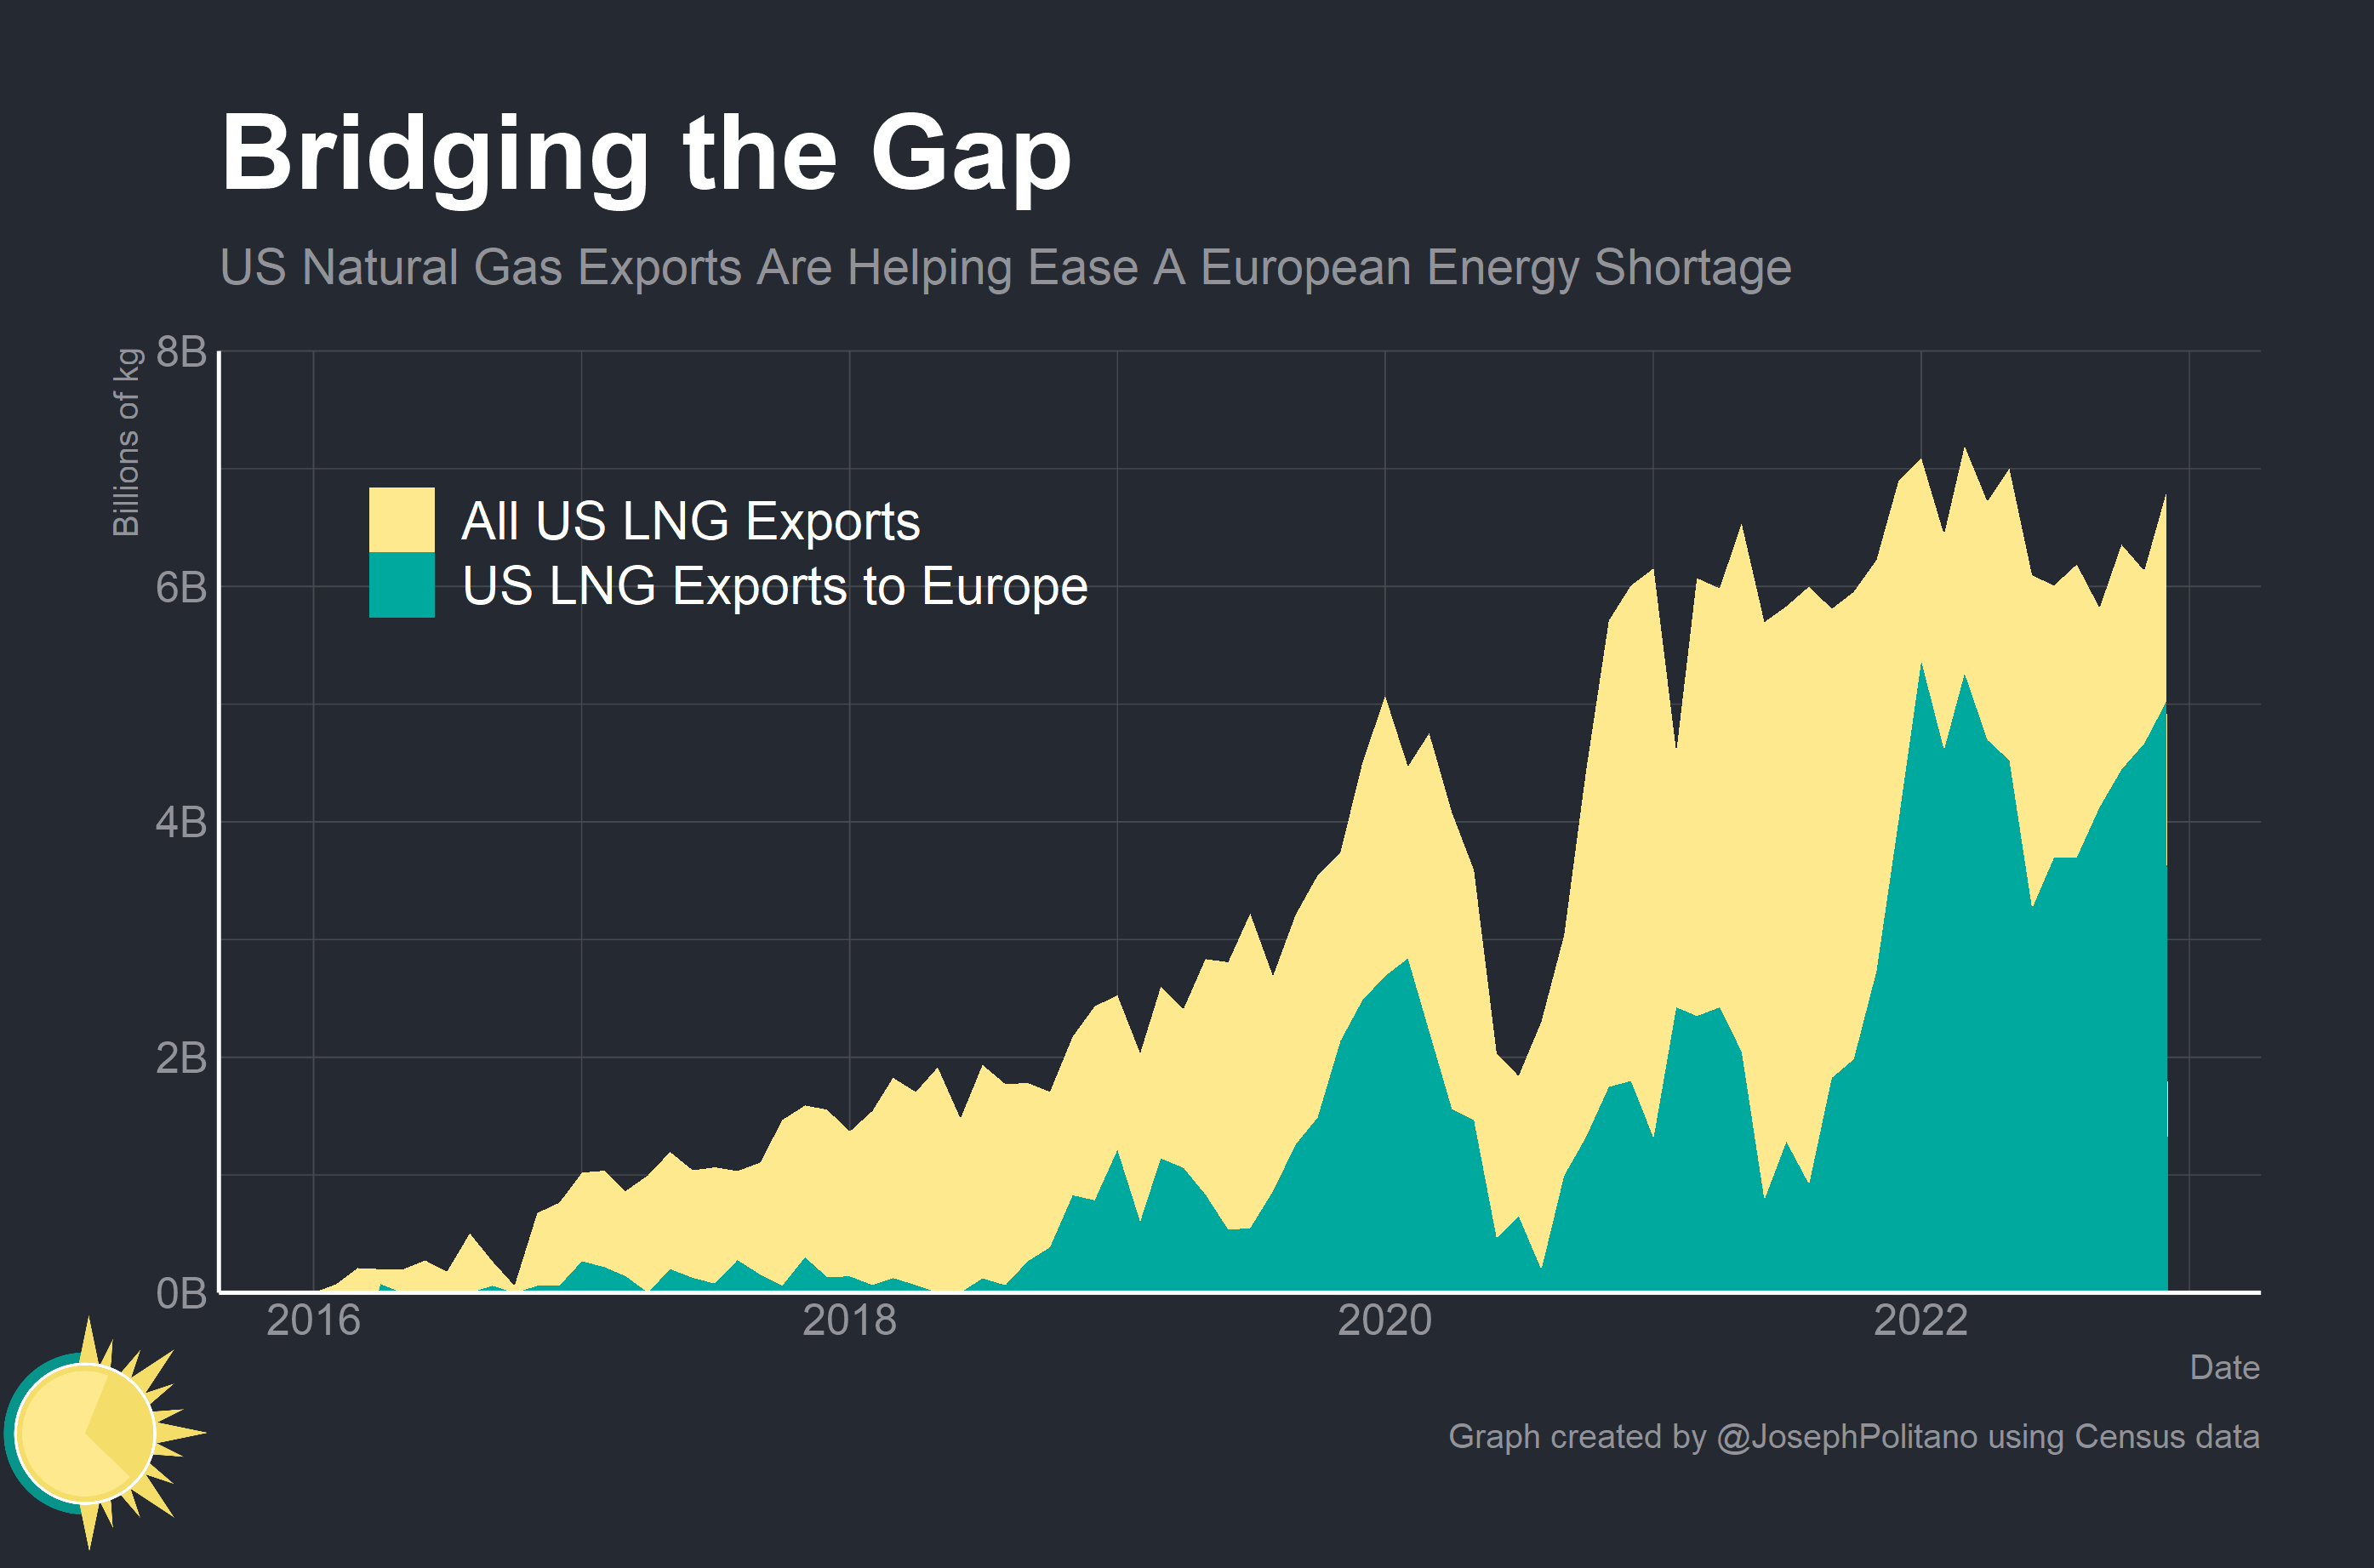 Bridging the Gap
US Natural Gas Exports Are Helping Ease A European Energy Shortage
Billions of kg
8B
6B
4B
2B
0B
All US LNG Exports
US LNG Exports to Europe
2016
2018
2020
2022
Date
Graph created by @JosephPolitano using Census data